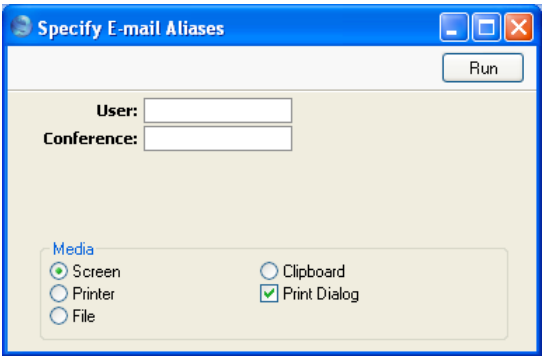 Specify E-mail Aliases
Run
User:
Conference:
Media
Screen
Clipboard
Printer
Print Dialog
File